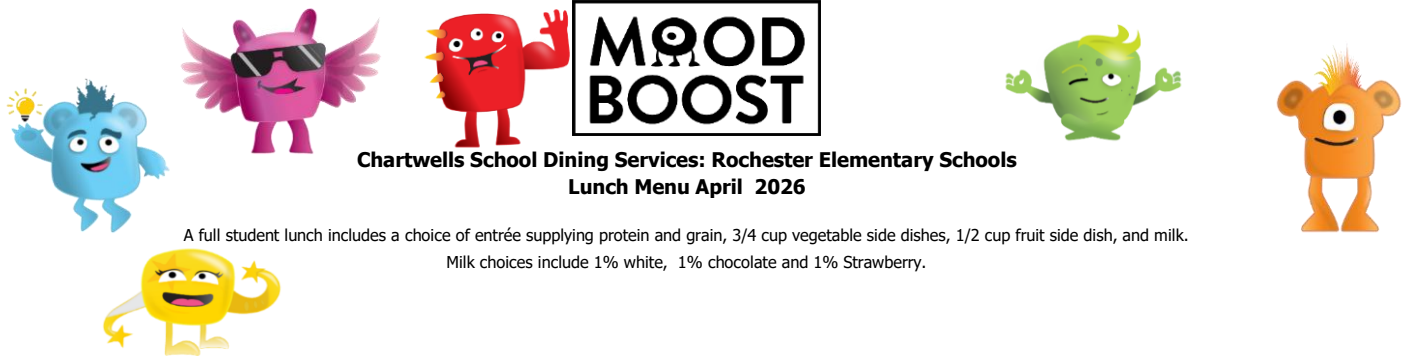 MOOD
BOOST
Chartwells School Dining Services: Rochester Elementary Schools
Lunch Menu April  2026
A full student lunch includes a choice of entrée supplying protein and grain, 3/4 cup vegetable side dishes, 1/2 cup fruit side dish, and milk.
Milk choices include 1% white,  1% chocolate and 1% Strawberry.